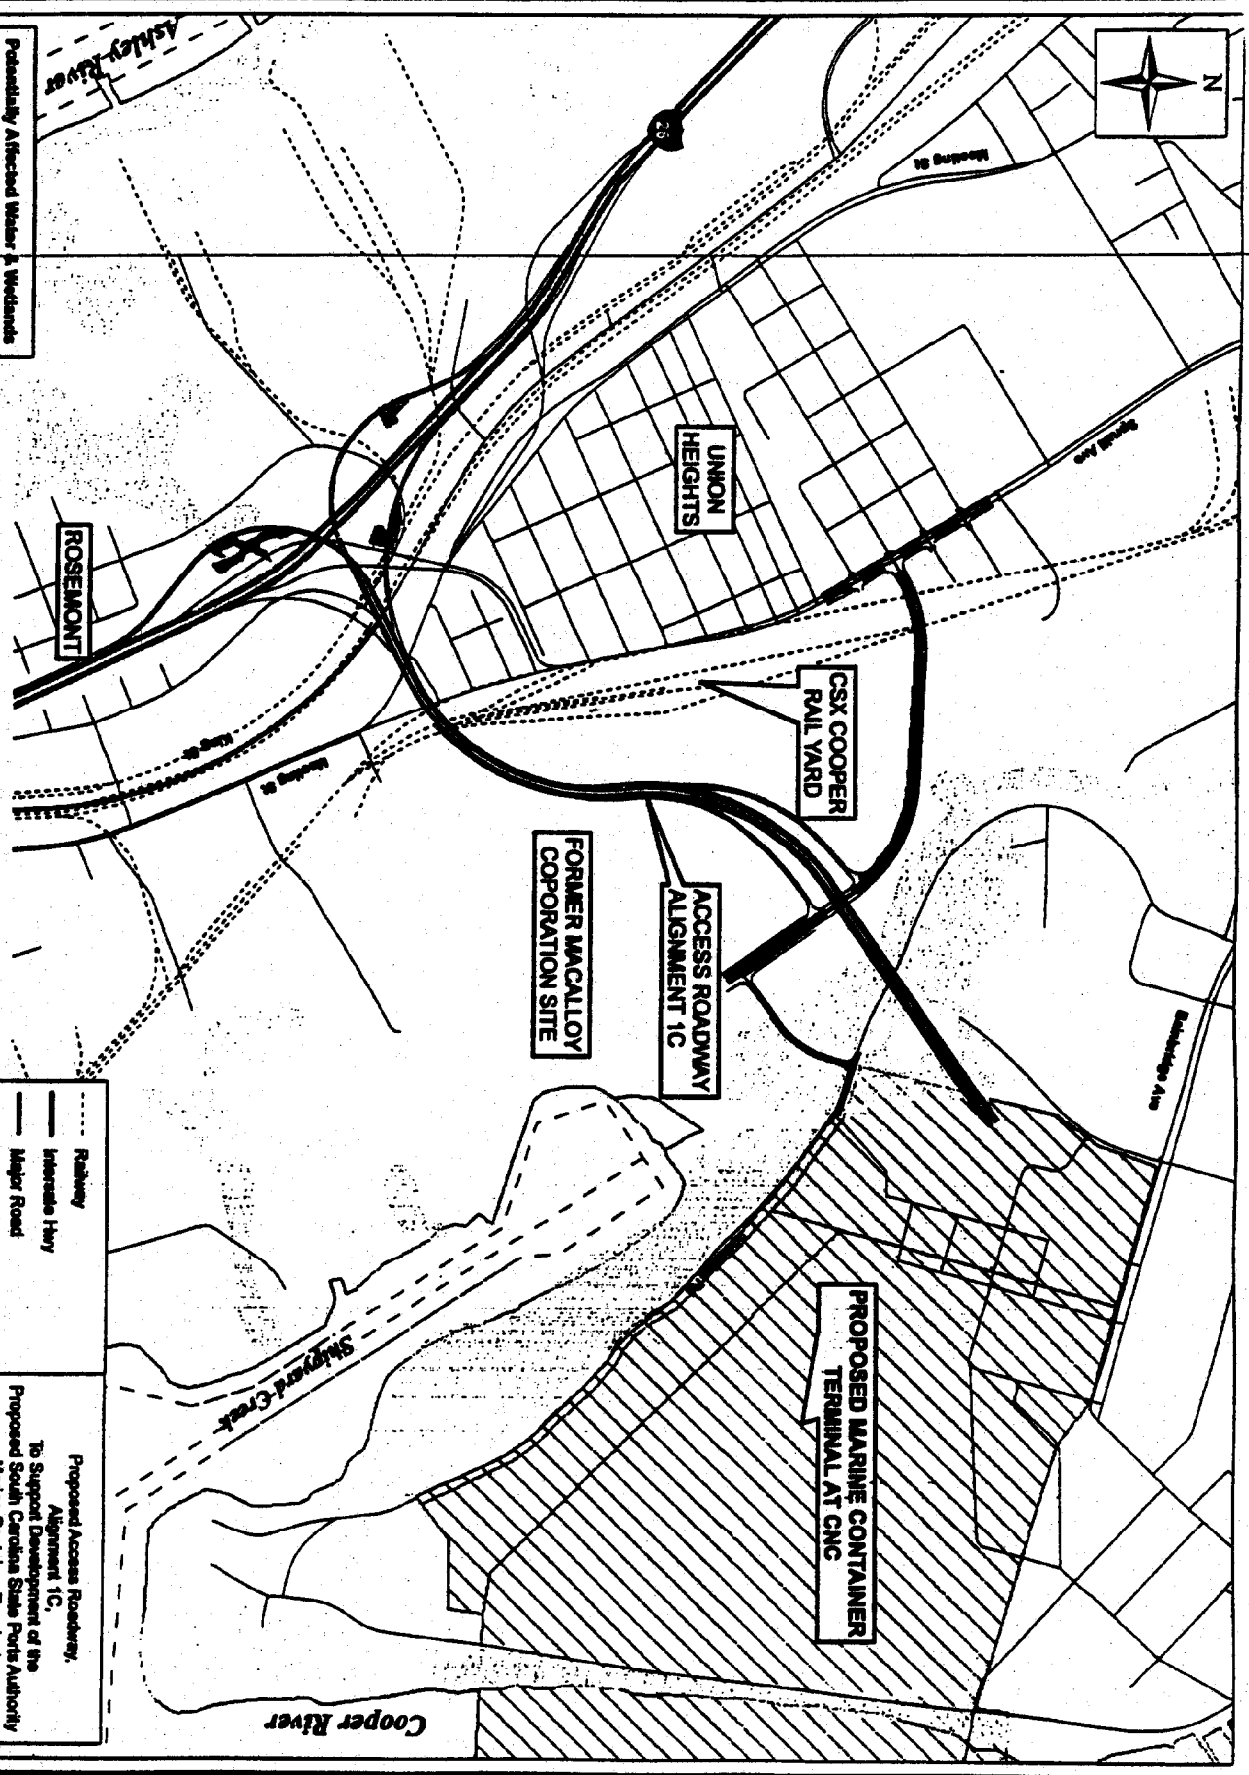 N
Ashley River
26
Meeting St
Spruill Ave
UNION
HEIGHTS
ROSEMONT
CSX COOPER
RAIL YARD
King St
Meeting St
ACCESS ROADWAY
ALIGNMENT 1C
FORMER MACALLOY
COPORATION SITE
Bainbridge Ave
PROPOSED MARINE CONTAINER
TERMINAL AT CNC
Shipyard Creek
Cooper River
Potentially Affected Water & Wetlands
Railway
Interstate Hwy
Major Road
Proposed Access Roadway,
Alignment 1C,
To Support Development of the
Proposed South Carolina State Ports Authority